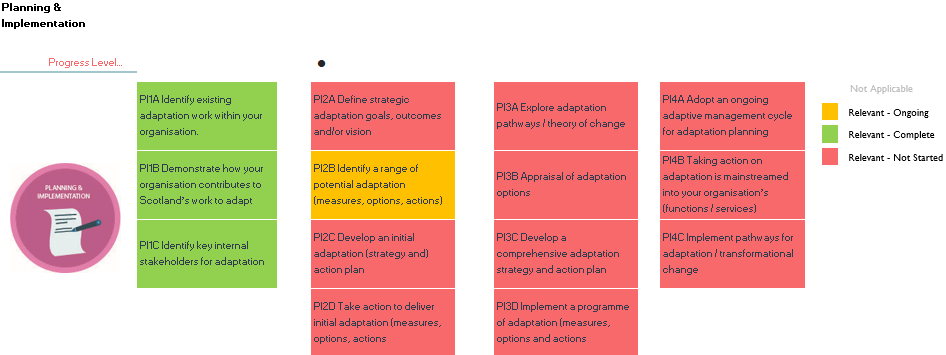 Planning &
Implementation
Progress Level...
PI1A Identify existing
adaptation work within your
organisation.
PI1B Demonstrate how your
organisation contributes to
Scotland's work to adapt
PI1C Identify key internal
stakeholders for adaptation
PI2A Define strategic
adaptation goals, outcomes
and/or vision
PI2B Identify a range of
potential adaptation
(measures, options, actions)
PI2C Develop an initial
adaptation (strategy and)
action plan
PI2D Take action to deliver
initial adaptation (measures,
options, actions
PI3A Explore adaptation
pathways / theory of change
PI3B Appraisal of adaptation
options
PI3C Develop a
comprehensive adaptation
strategy and action plan
PI3D Implement a programme
of adaptation (measures,
options and actions
PI4A Adopt an ongoing
adaptive management cycle
for adaptation planning
PI4B Taking action on
adaptation is mainstreamed
into your organisation's
(functions / services)
PI4C Implement pathways for
adaptation / transformational
change
Not Applicable
Relevant - Ongoing
Relevant - Complete
Relevant - Not Started
PLANNING &
IMPLEMENTATION